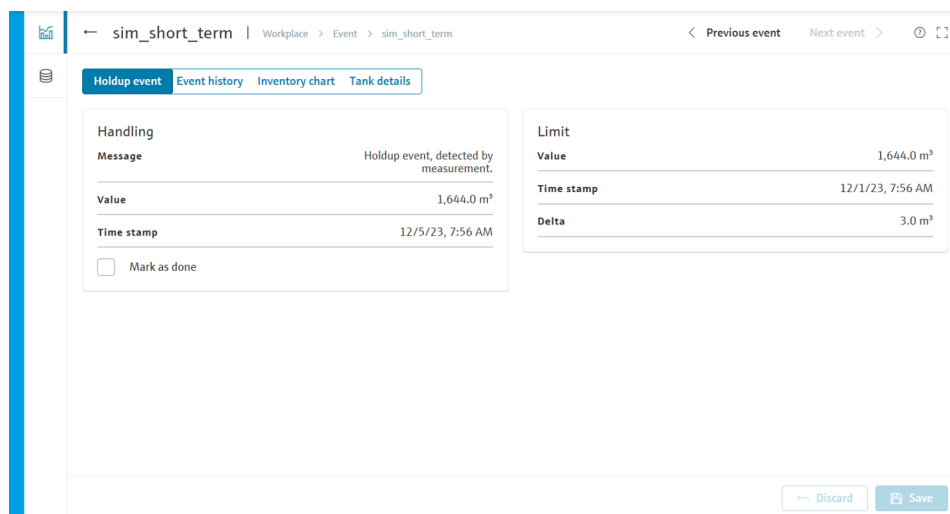 sim_short_term | Workplace > Event > sim_short_term
Previous event
Next event
Holdup event
Event history
Inventory chart
Tank details
Handling
Message
Holdup event, detected by
measurement.
Value
1,644.0 m³
Time stamp
12/5/23, 7:56 AM
Mark as done
Limit
Value
1,644.0 m³
Time stamp
12/1/23, 7:56 AM
Delta
3.0 m³
Discard
Save